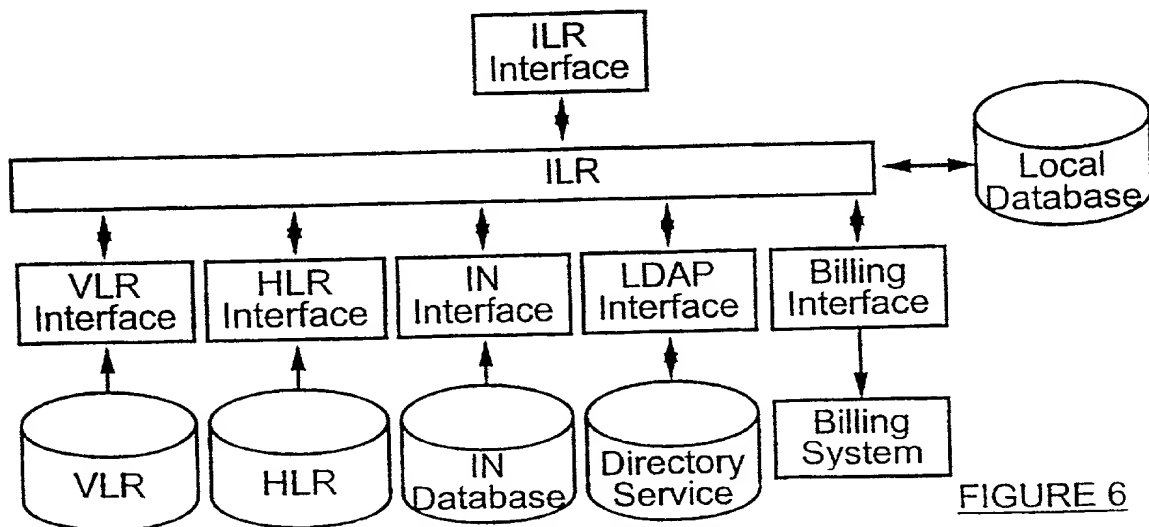 ILR
Interface
ILR
Local
Database
VLR
Interface
HLR
Interface
IN
Interface
LDAP
Interface
Billing
Interface
VLR
HLR
IN
Database
Directory
Service
Billing
System
FIGURE 6